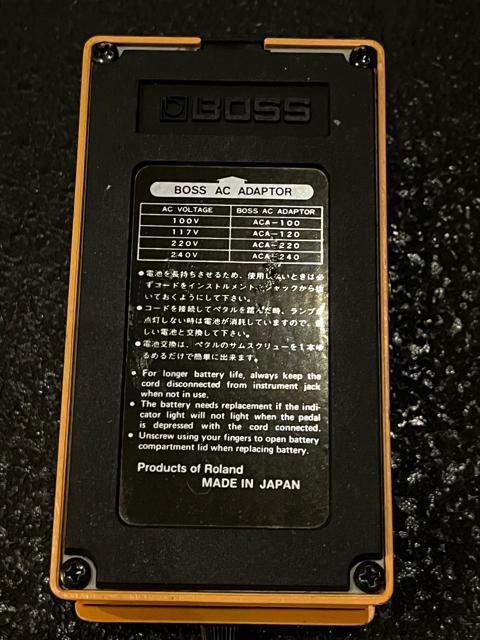 BOSS
BOSS AC ADAPTOR
AC VOLTAGE BOSS AC ADAPTOR
100V ACA-100
117V ACA-120
220V ACA-220
240V ACA-240
●電池を長持ちさせるため、使用しないときは必
ずコードをインストルメント・ジャックから抜
いておくようにして下さい。
●コードを接続してペダルを踏んだ時、ランプが
点灯しない時は電池が消耗していますので、新
しい電池と交換して下さい。
●電池交換は、ペダルのサムスクリューを1本ゆ
るめるだけで簡単に出来ます。
● For longer battery life, always keep the
cord disconnected from instrument jack
when not in use.
● The battery needs replacement if the indi-
cator light will not light when the pedal
is depressed with the cord connected.
● Unscrew using your fingers to open battery
compartment lid when replacing battery.
Products of Roland
MADE IN JAPAN